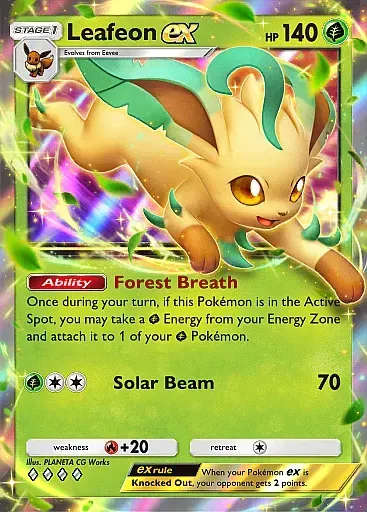 STAGE 1
Leafeon ex
HP 140
Evolves from Eevee
Ability Forest Breath
Once during your turn, if this Pokémon is in the Active
Spot, you may take a Energy from your Energy Zone
and attach it to 1 of your Pokémon.
Solar Beam 70
weakness +20 retreat
Illus. PLANETA CG Works
ex rule
When your Pokémon ex is
Knocked Out, your opponent gets 2 points.